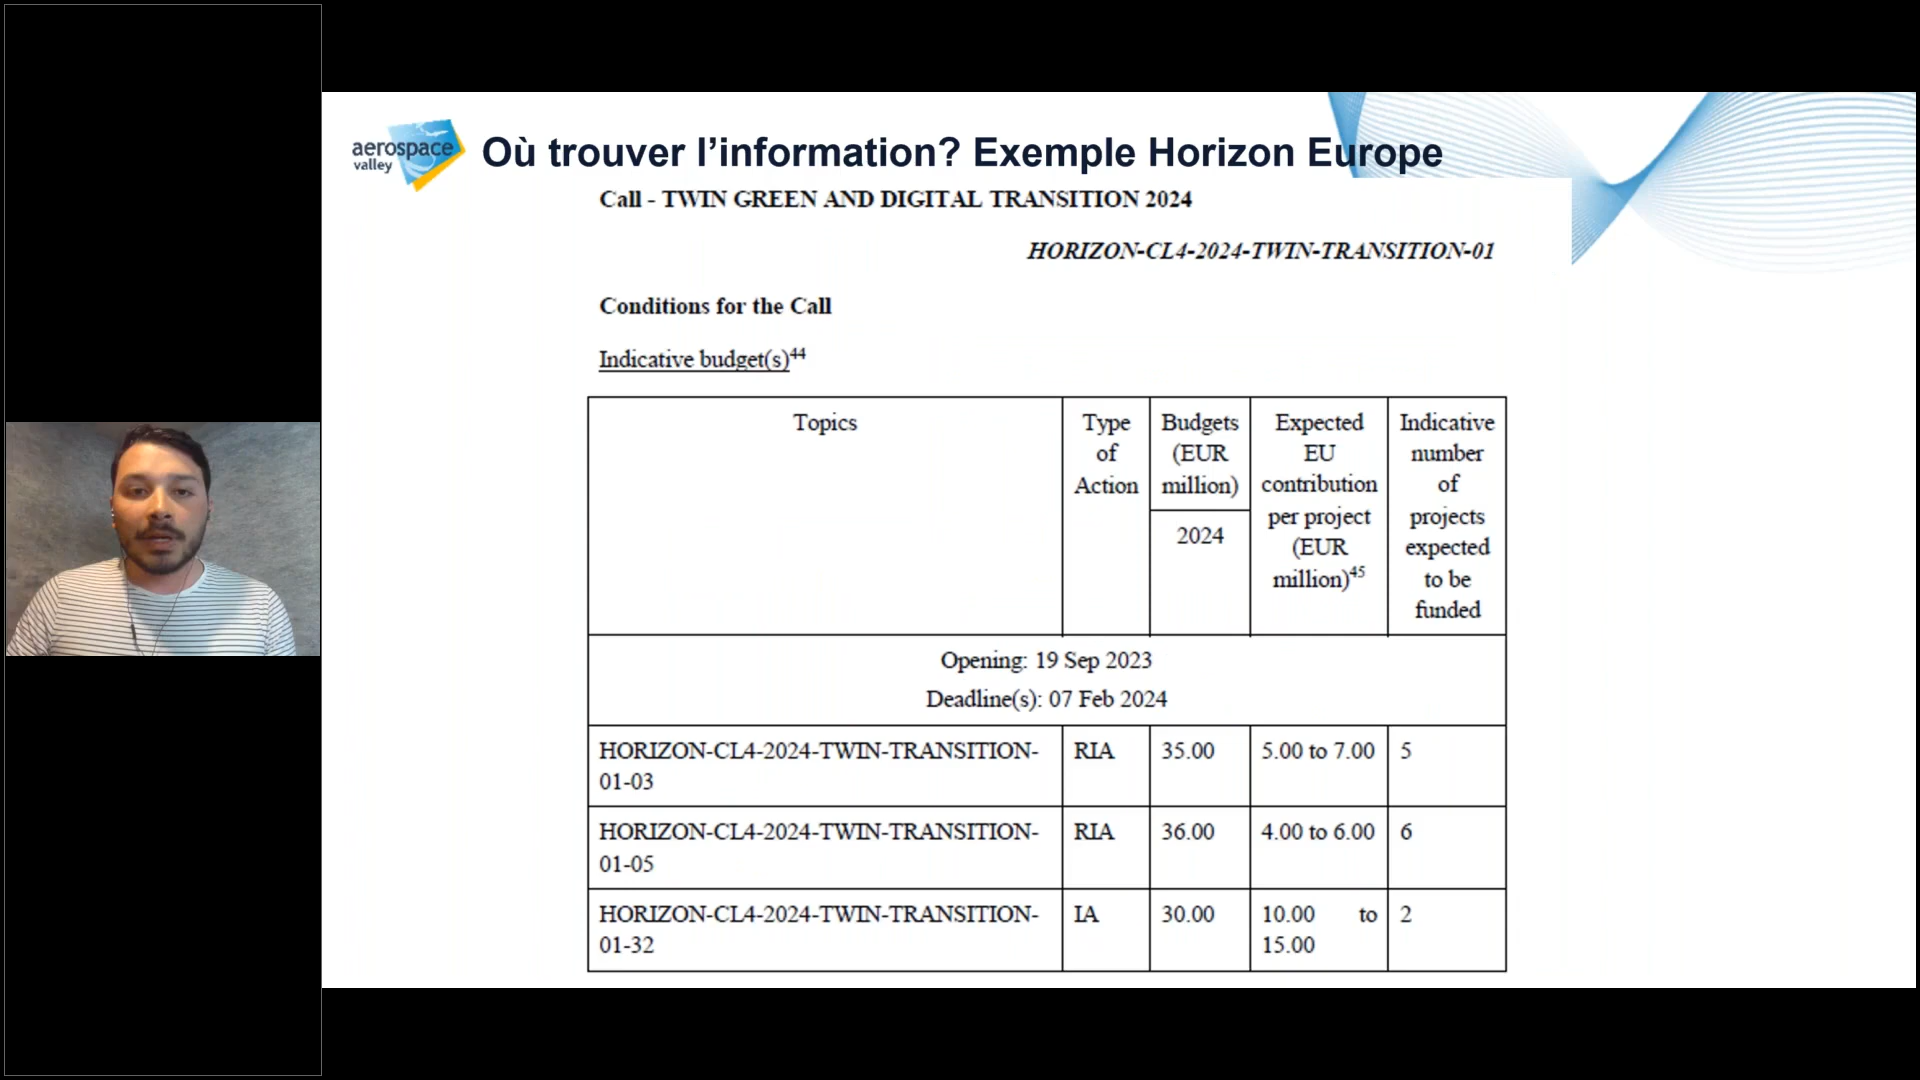 aerospace
valley
Où trouver l’information? Exemple Horizon Europe
Call - TWIN GREEN AND DIGITAL TRANSITION 2024
HORIZON-CL4-2024-TWIN-TRANSITION-01
Conditions for the Call
Indicative budget(s)44
Topics
Type
of
Action
Budgets
(EUR
million)
2024
Expected
EU
contribution
per project
(EUR
million)45
Indicative
number
of
projects
expected
to be
funded
Opening: 19 Sep 2023
Deadline(s): 07 Feb 2024
HORIZON-CL4-2024-TWIN-TRANSITION-
01-03
RIA
35.00
5.00 to 7.00
5
HORIZON-CL4-2024-TWIN-TRANSITION-
01-05
RIA
36.00
4.00 to 6.00
6
HORIZON-CL4-2024-TWIN-TRANSITION-
01-32
IA
30.00
10.00 to
15.00
2